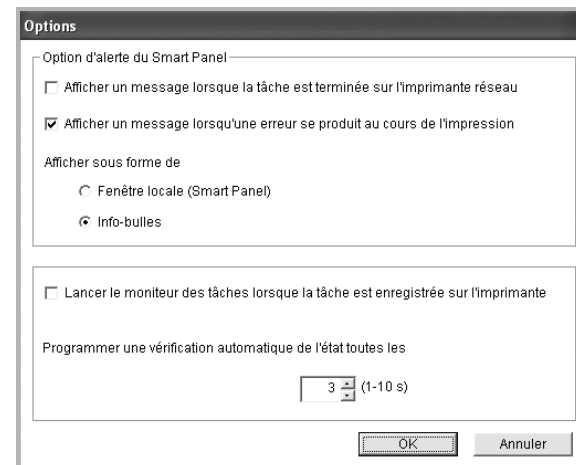 Options
Option d'alerte du Smart Panel
Afficher un message lorsque la tâche est terminée sur l'imprimante réseau
Afficher un message lorsqu'une erreur se produit au cours de l'impression
Afficher sous forme de
Fenêtre locale (Smart Panel)
Info-bulles
Lancer le moniteur des tâches lorsque la tâche est enregistrée sur l'imprimante
Programmer une vérification automatique de l'état toutes les
3 (1-10 s)
OK Annuler